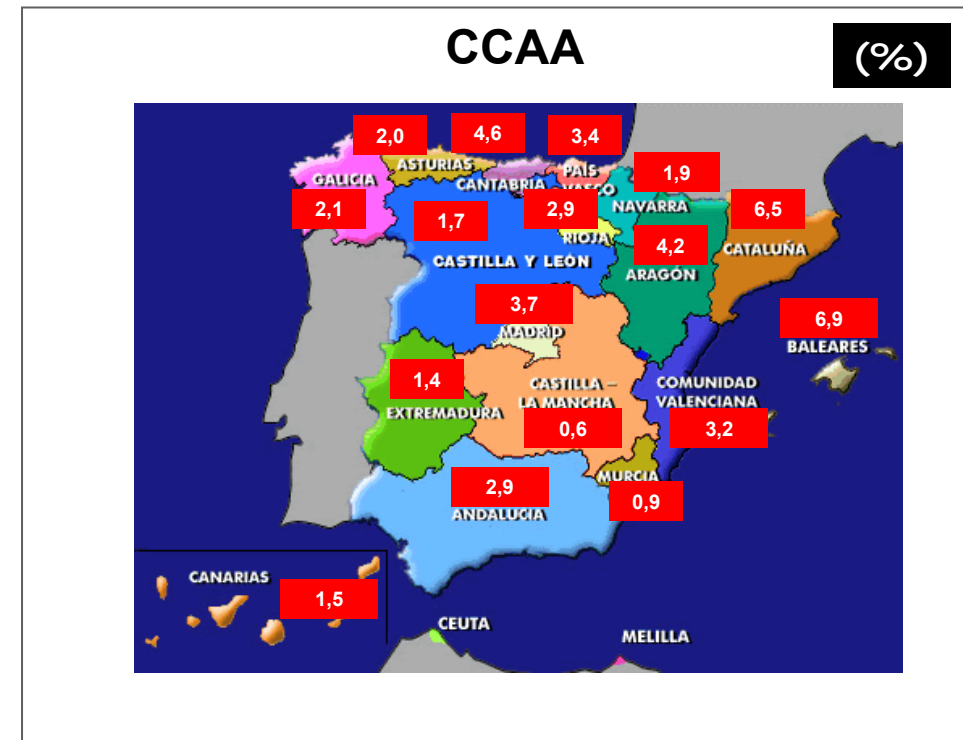 CCAA
(%)
2,0
4,6
3,4
ASTURIAS
PAÍS
VASCO
CANTABRIA
GALICIA
1,9
NAVARRA
2,1
1,7
2,9
RIOJA
6,5
CATALUÑA
4,2
ARAGÓN
CASTILLA Y LEÓN
3,7
MADRID
6,9
BALEARES
1,4
EXTREMADURA
CASTILLA –
LA MANCHA
0,6
COMUNIDAD
VALENCIANA
3,2
MURCIA
0,9
2,9
ANDALUCIA
CANARIAS
1,5
CEUTA
MELILLA